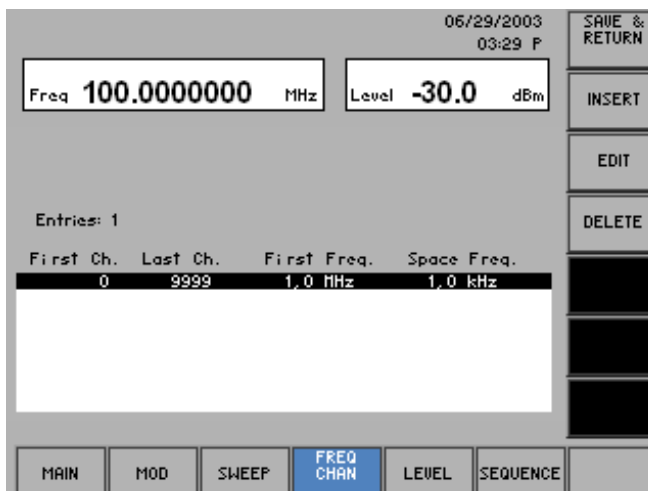 06/29/2003
03:29 P
Freq 100.0000000 MHz
Level -30.0 dBm
Entries: 1
First Ch. Last Ch. First Freq. Space Freq.
0 9999 1,0 MHz 1,0 kHz
SAVE &
RETURN
INSERT
EDIT
DELETE
MAIN
MOD
SWEEP
FREQ
CHAN
LEVEL
SEQUENCE